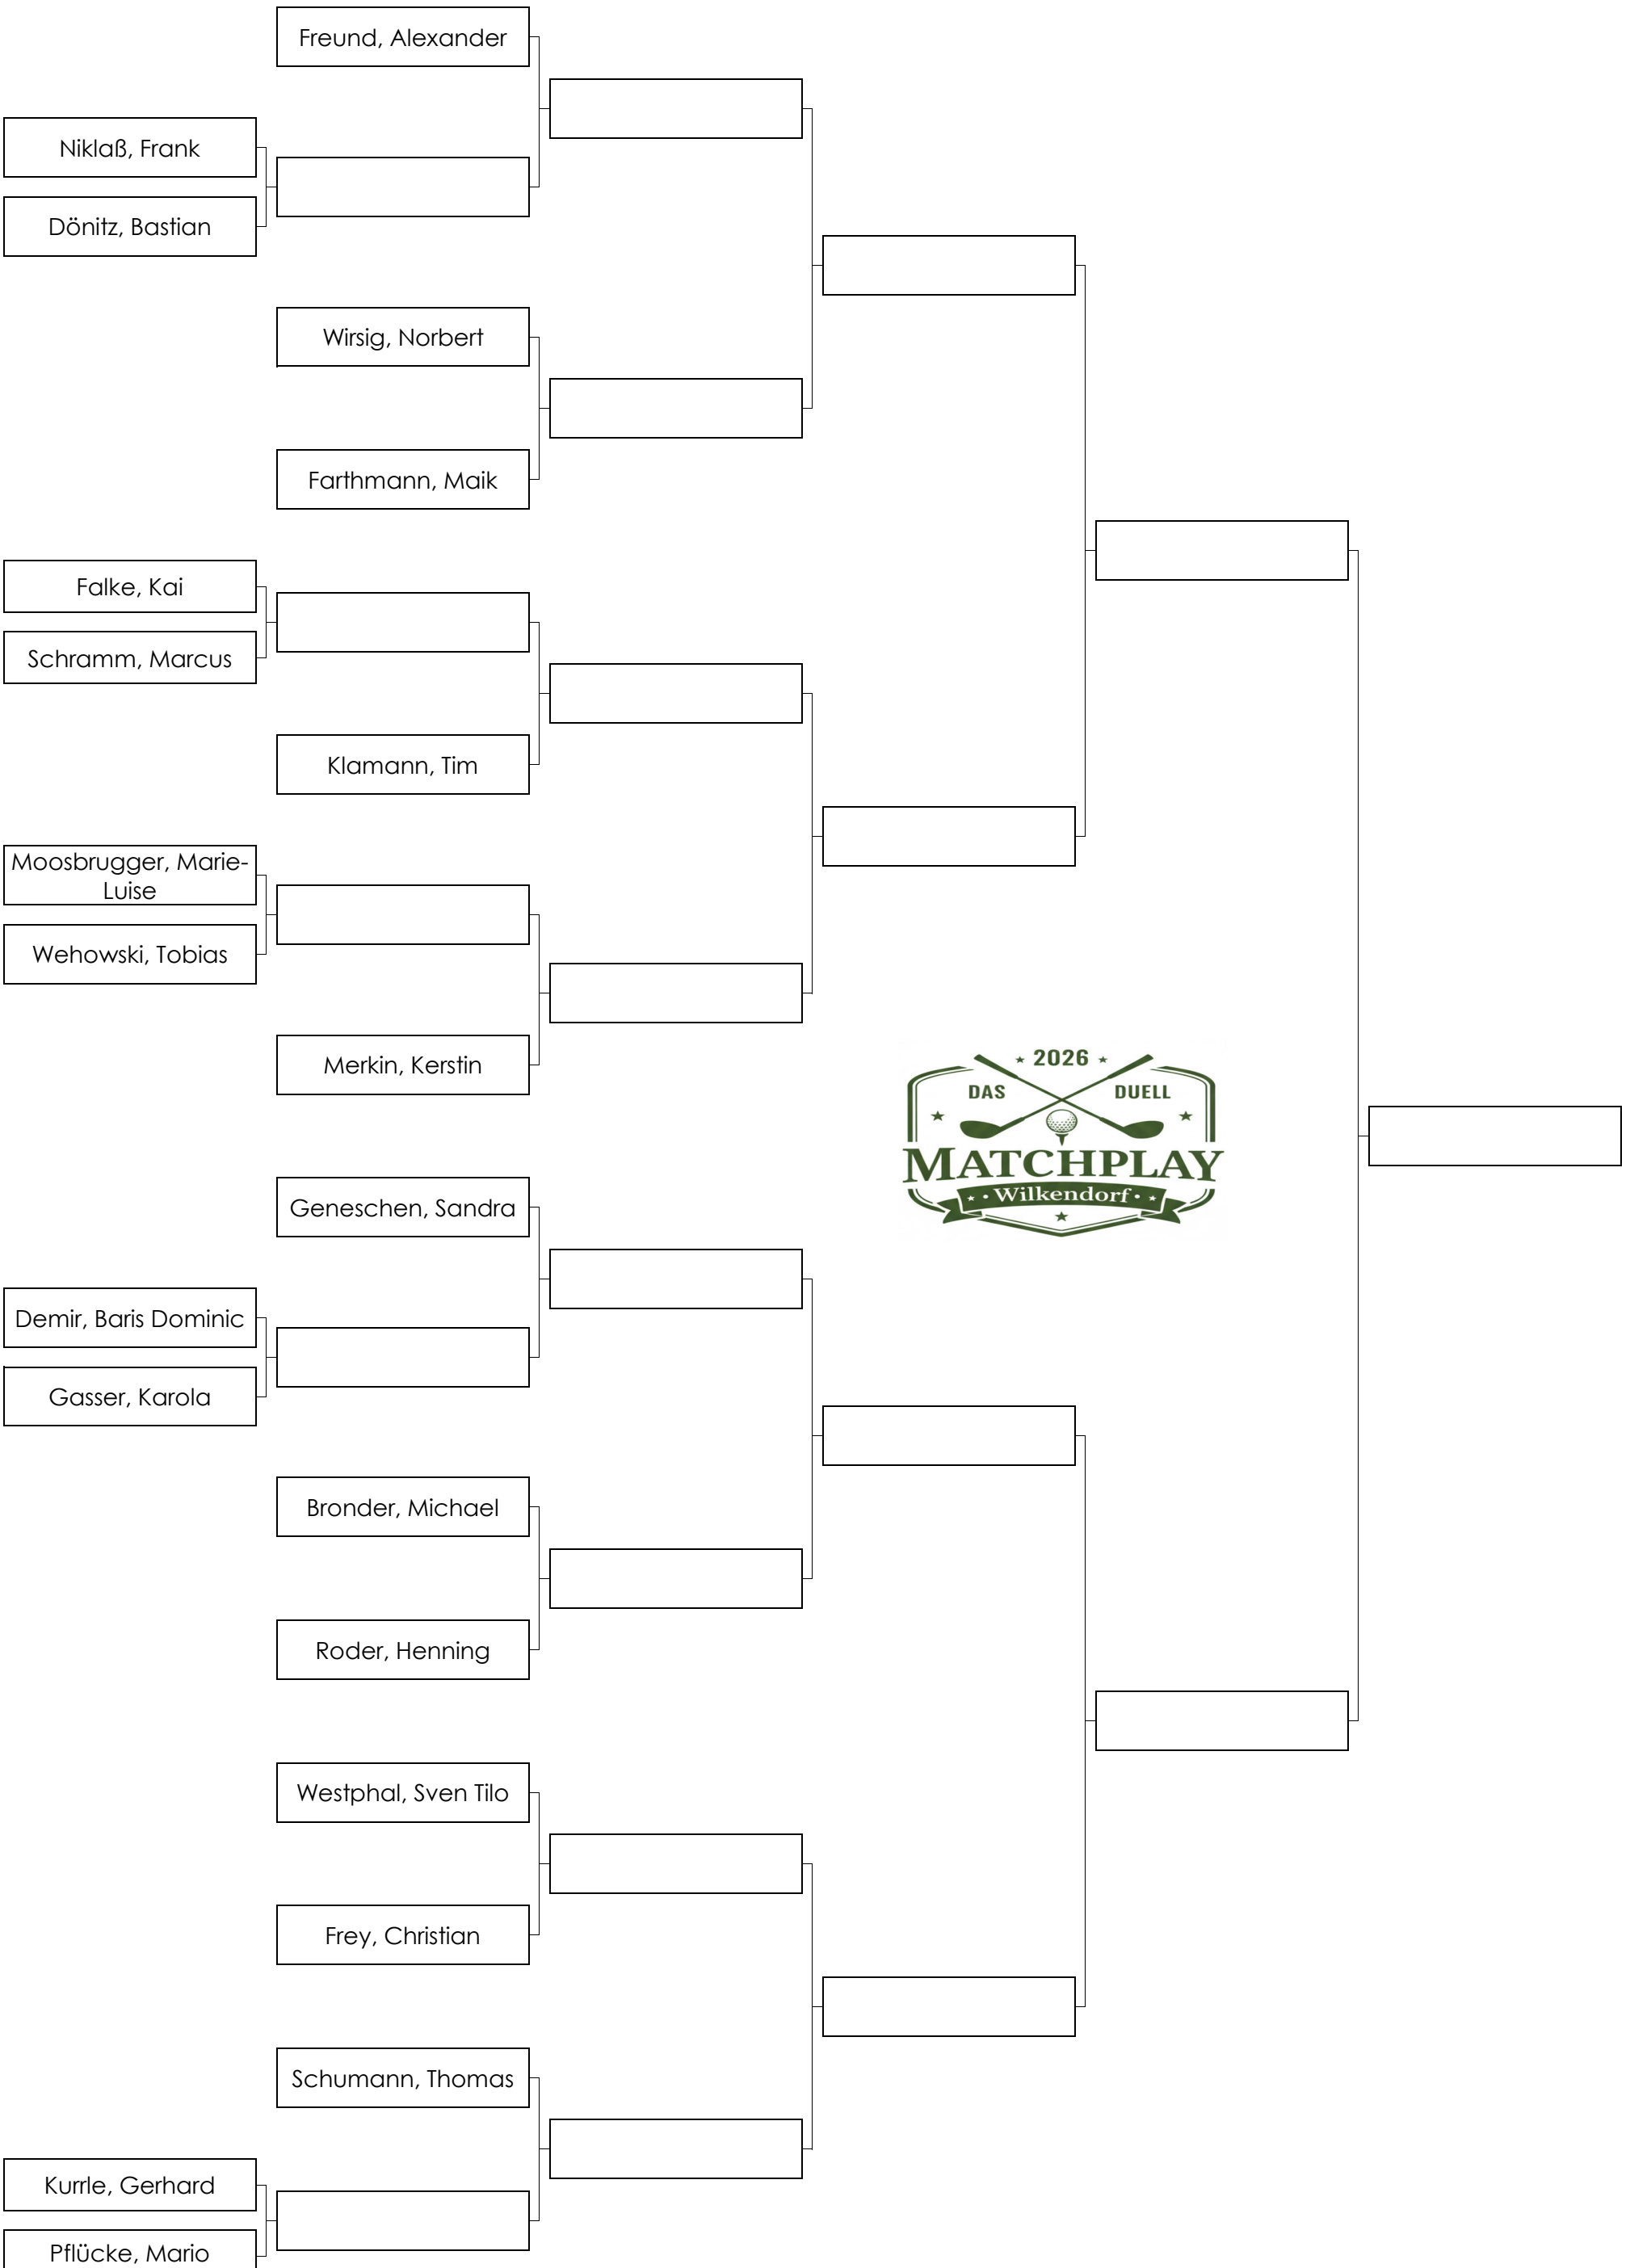 Freund, Alexander
Niklaß, Frank
Dönitz, Bastian
Wirsig, Norbert
Farthmann, Maik
Falke, Kai
Schramm, Marcus
Klamann, Tim
Moosbrugger, Marie-
Luise
Wehowski, Tobias
Merkin, Kerstin
2026
DAS DUELL
MATCHPLAY
Wilkendorf
Geneschen, Sandra
Demir, Baris Dominic
Gasser, Karola
Bronder, Michael
Roder, Henning
Westphal, Sven Tilo
Frey, Christian
Schumann, Thomas
Kurrle, Gerhard
Pflücke, Mario